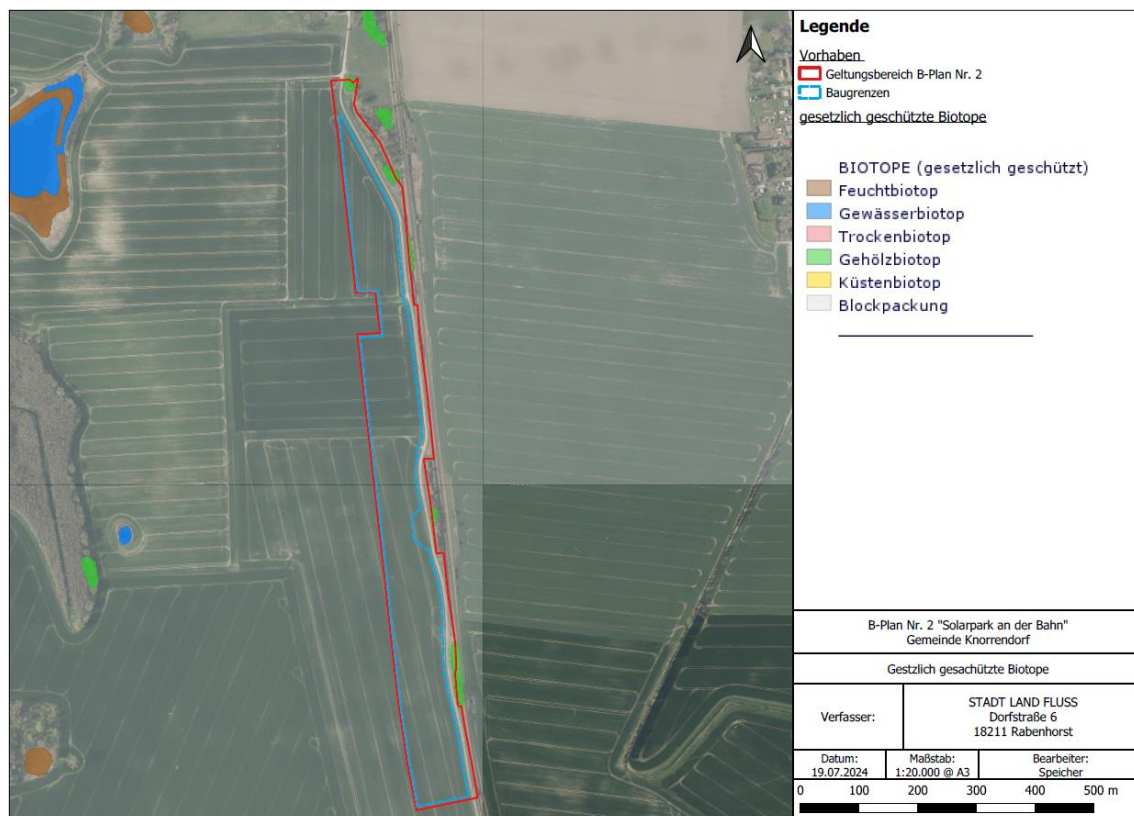 Legende
Vorhaben
Geltungsbereich B-Plan Nr. 2
Baugrenzen
gesetzlich geschützte Biotope
BIOTOPE (gesetzlich geschützt)
Feuchtbiotop
Gewässerbiotop
Trockenbiotop
Gehölzbiotop
Küstenbiotop
Blockpackung
B-Plan Nr. 2 "Solarpark an der Bahn"
Gemeinde Knorrendorf
Gestzlich gesachützte Biotope
Verfasser:
STADT LAND FLUSS
Dorfstraße 6
18211 Rabenhorst
Datum:
19.07.2024
Maßstab:
1:20.000 @ A3
Bearbeiter:
Speicher
0 100 200 300 400 500 m